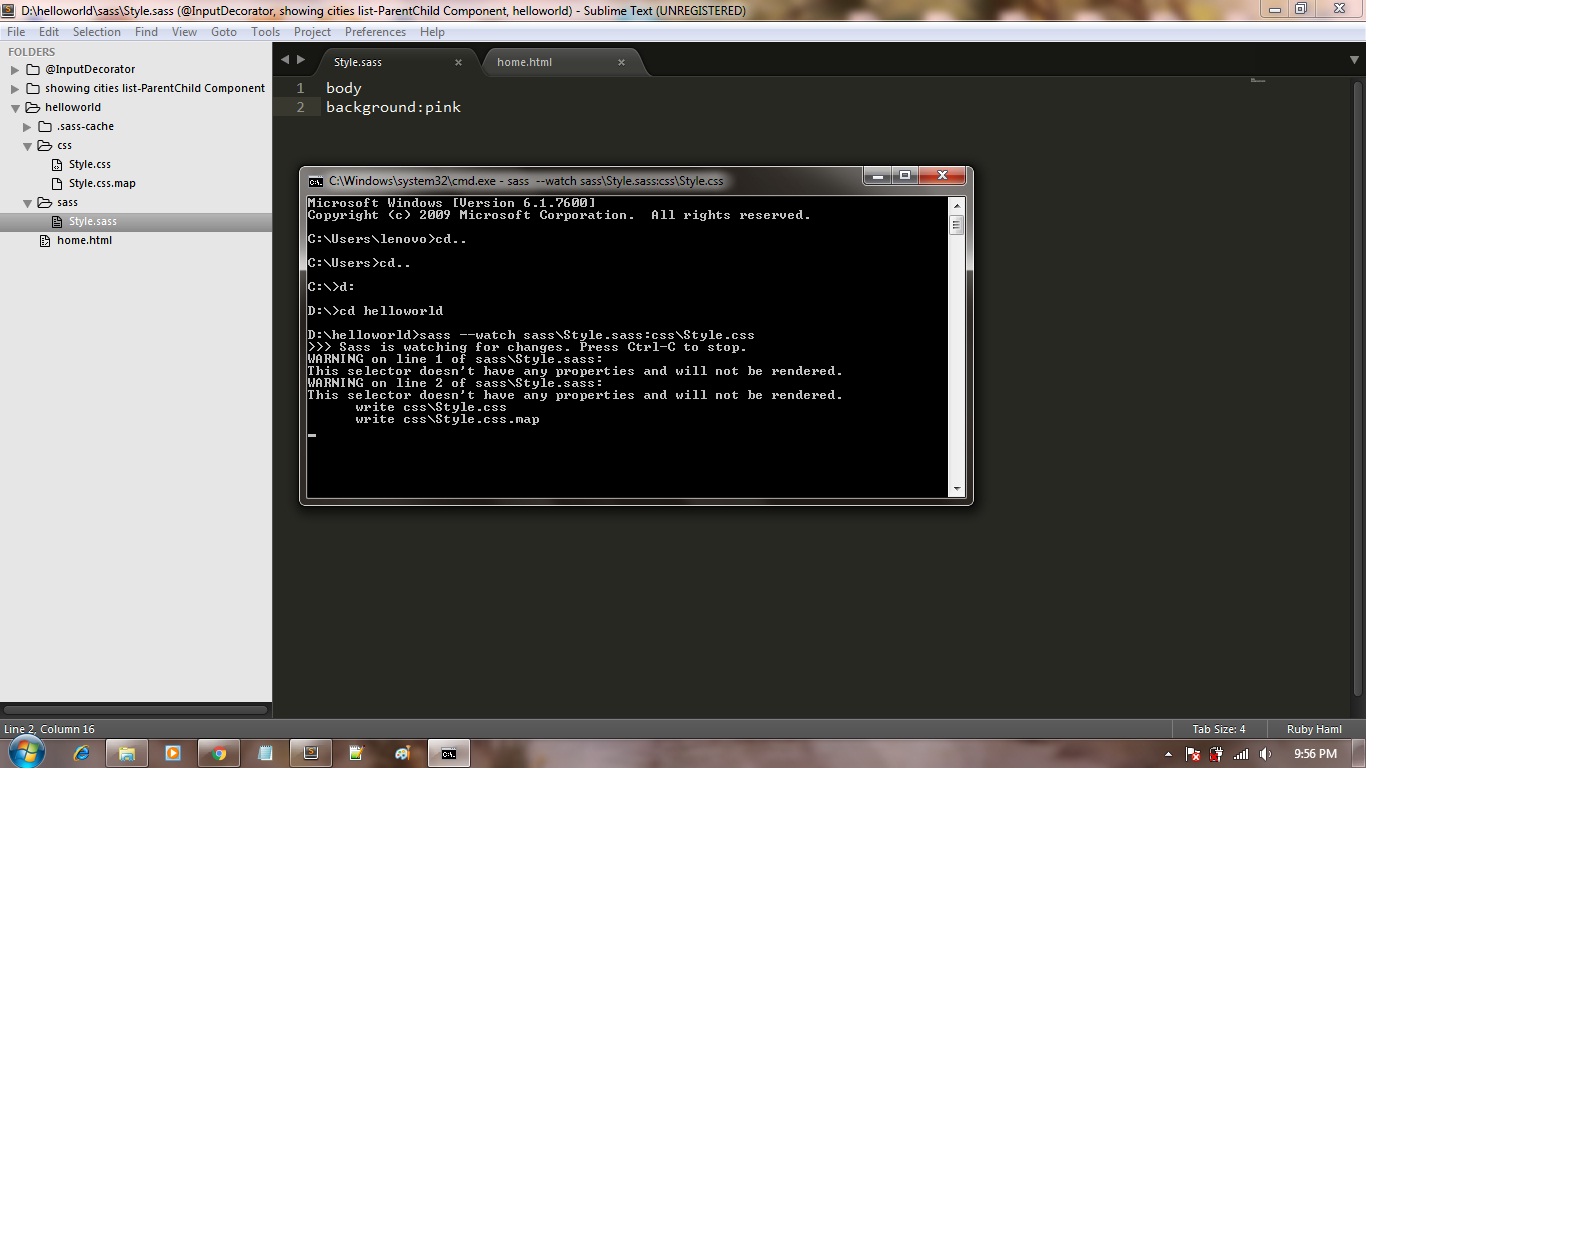 D:\helloworld\sass\Style.sass (@InputDecorator, showing cities list-ParentChild Component, helloworld) - Sublime Text (UNREGISTERED)
File Edit Selection Find View Goto Tools Project Preferences Help
FOLDERS
@InputDecorator
showing cities list-ParentChild Component
helloworld
.sass-cache
css
Style.css
Style.css.map
sass
Style.sass
home.html
Style.sass
home.html
1 body
2 background:pink
C:\Windows\system32\cmd.exe - sass  --watch sass\Style.sass:css\Style.css
Microsoft Windows [Version 6.1.7600]
Copyright (c) 2009 Microsoft Corporation.  All rights reserved.
C:\Users\lenovo>cd..
C:\Users>cd..
C:\>d:
D:\>cd helloworld
D:\helloworld>sass --watch sass\Style.sass:css\Style.css
>>> Sass is watching for changes. Press Ctrl-C to stop.
WARNING on line 1 of sass\Style.sass:
This selector doesn't have any properties and will not be rendered.
WARNING on line 2 of sass\Style.sass:
This selector doesn't have any properties and will not be rendered.
write css\Style.css
write css\Style.css.map
Line 2, Column 16
Tab Size: 4
Ruby Haml
9:56 PM